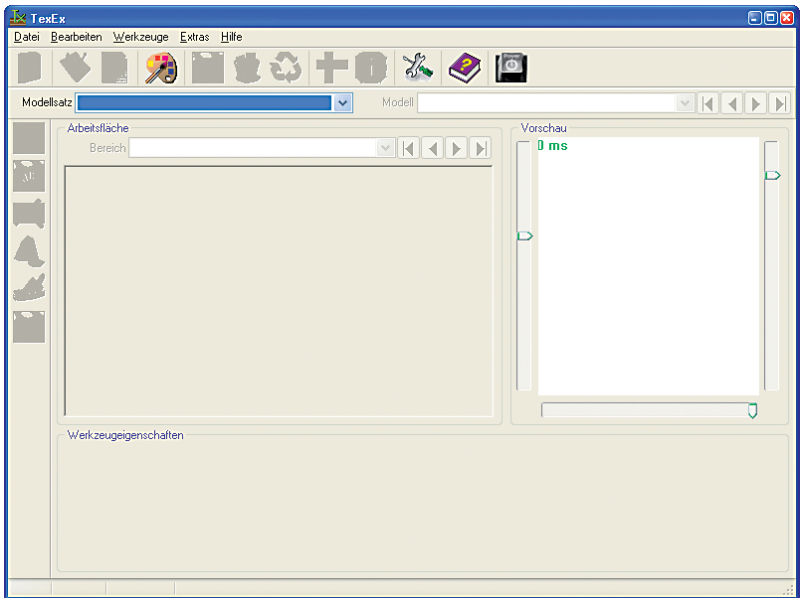 TexEx
Datei Bearbeiten Werkzeuge Extras Hilfe
Modellsatz Modell
Arbeitsfläche Vorschau
Bereich 0 ms
Werkzeugeigenschaften